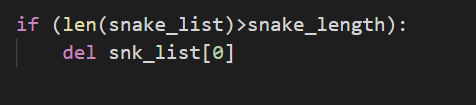 if (len(snake_list)>snake_length):
    del snk_list[0]